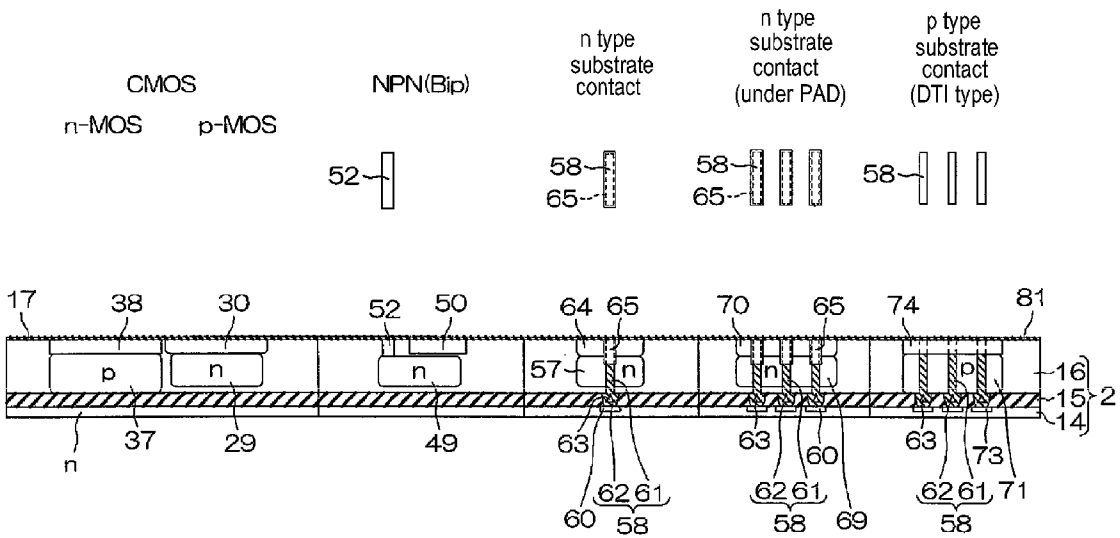 CMOS
n-MOS p-MOS
NPN(Bip)
n type
substrate
contact
n type
substrate
contact
(under PAD)
p type
substrate
contact
(DTI type)
52
58
65
58
65
58
17 38 30 52 50 64 65 70 65 74 81
p n 57 n n p 16
15 2
14
n 37 29 49 63 60 62 61 58
63 62 61 58 60 69
63 62 61 58 73 71